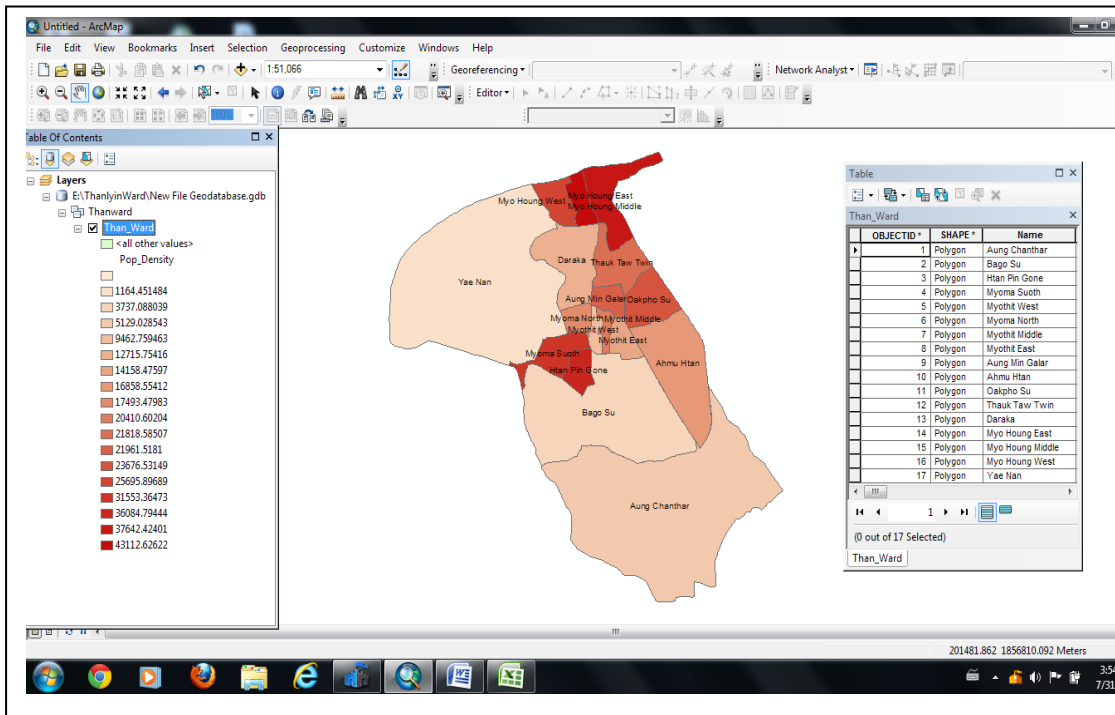 Untitled - ArcMap
File Edit View Bookmarks Insert Selection Geoprocessing Customize Windows Help
1:51,066 Georeferencing Network Analyst
Editor
100%
Table Of Contents
Layers
E:\ThanlyinWard\New File Geodatabase.gdb
Thanward
Than_Ward
<all other values>
Pop_Density
1164.451484
3737.088039
5129.028543
9462.759463
12715.75416
14158.47597
16858.55412
17493.47983
20410.60204
21818.58507
21961.5181
23676.53149
25695.89689
31553.36473
36084.79444
37642.42401
43112.62622
Myo Houng East
Myo Houng West
Myo Houng Middle
Daraka
Thauk Taw Twin
Yae Nan
Aung Min Galar
Oakpho Su
Myoma North
Myothit Middle
Myothit West
Myothit East
Myoma Suoth
Ahmu Htan
Htan Pin Gone
Bago Su
Aung Chanthar
Table
Than_Ward
OBJECTID * SHAPE * Name
1 Polygon Aung Chanthar
2 Polygon Bago Su
3 Polygon Htan Pin Gone
4 Polygon Myoma Suoth
5 Polygon Myothit West
6 Polygon Myoma North
7 Polygon Myothit Middle
8 Polygon Myothit East
9 Polygon Aung Min Galar
10 Polygon Ahmu Htan
11 Polygon Oakpho Su
12 Polygon Thauk Taw Twin
13 Polygon Daraka
14 Polygon Myo Houng East
15 Polygon Myo Houng Middle
16 Polygon Myo Houng West
17 Polygon Yae Nan
1
(0 out of 17 Selected)
Than_Ward
201481.862 1856810.092 Meters
3:54
7/31